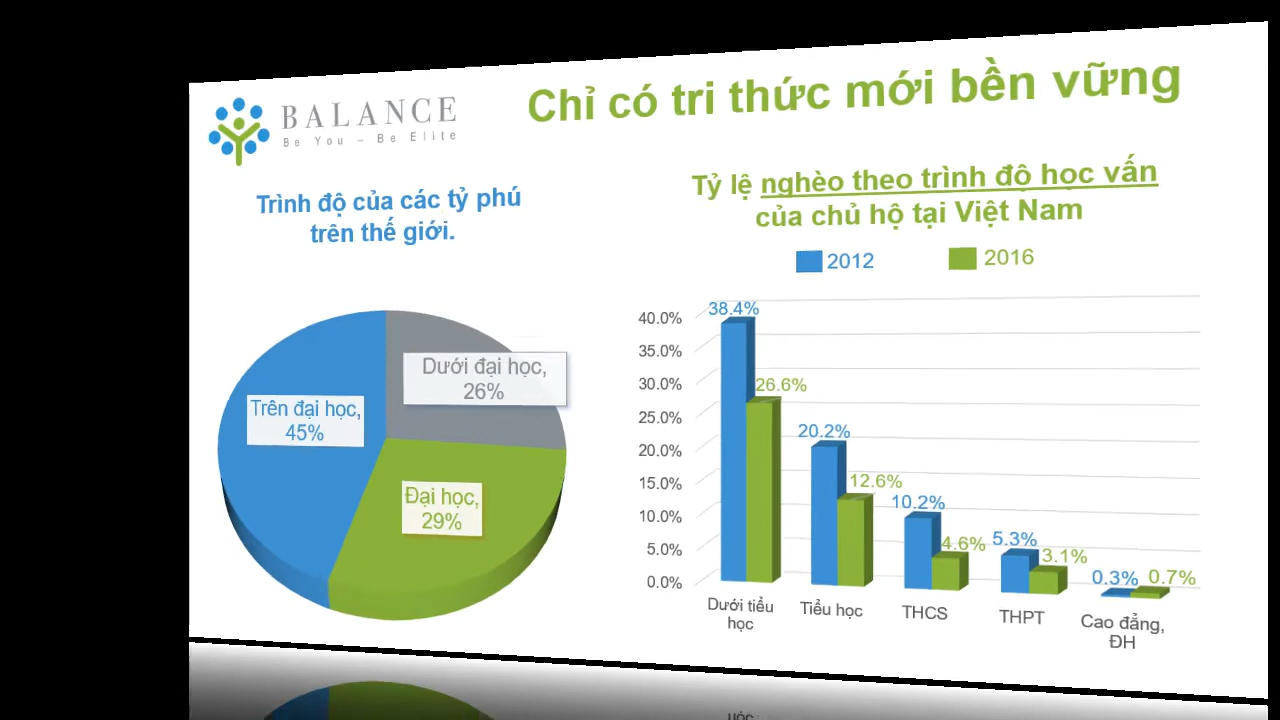 BALANCE
Be You – Be Elite
Chỉ có tri thức mới bền vững
Trình độ của các tỷ phú
trên thế giới.
Dưới đại học,
26%
Trên đại học,
45%
Đại học,
29%
Tỷ lệ nghèo theo trình độ học vấn
của chủ hộ tại Việt Nam
2012
2016
40.0%
35.0%
30.0%
25.0%
20.0%
15.0%
10.0%
5.0%
0.0%
38.4%
26.6%
20.2%
12.6%
10.2%
4.6%
5.3%
3.1%
0.3%
0.7%
Dưới tiểu
học
Tiểu học
THCS
THPT
Cao đẳng,
ĐH